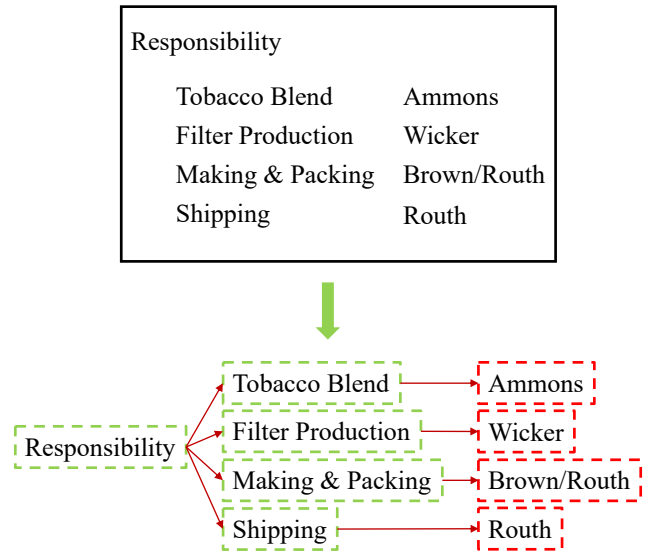 Responsibility
Tobacco Blend Ammons
Filter Production Wicker
Making & Packing Brown/Routh
Shipping Routh
Tobacco Blend Ammons
Filter Production Wicker
Responsibility
Making & Packing Brown/Routh
Shipping Routh